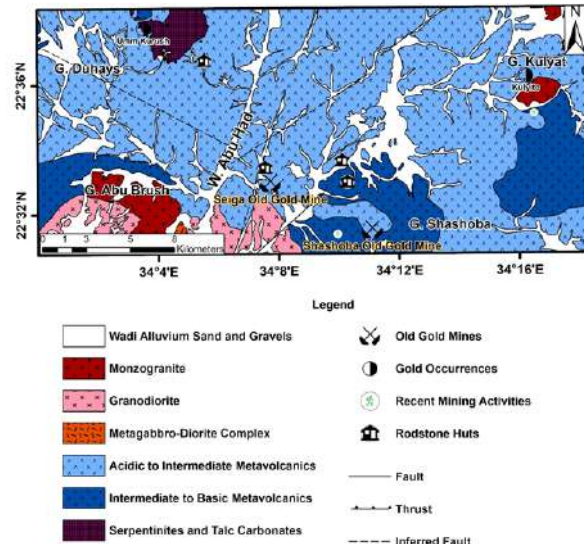 Umm Kurush
G. Duhays
G. Kulyat
Kulyite
22°36'N
W. Abu Had
G. Abu Brush
Seiga Old Gold Mine
G. Shashoba
22°32'N
Shashoba Old Gold Mine
0 1 3 5 8
Kilometers
34°4'E 34°8'E 34°12'E 34°16'E
Legend
Wadi Alluvium Sand and Gravels
Monzogranite
Granodiorite
Metagabbro-Diorite Complex
Acidic to Intermediate Metavolcanics
Intermediate to Basic Metavolcanics
Serpentinites and Talc Carbonates
Old Gold Mines
Gold Occurrences
Recent Mining Activities
Rodstone Huts
Fault
Thrust
Inferred Fault